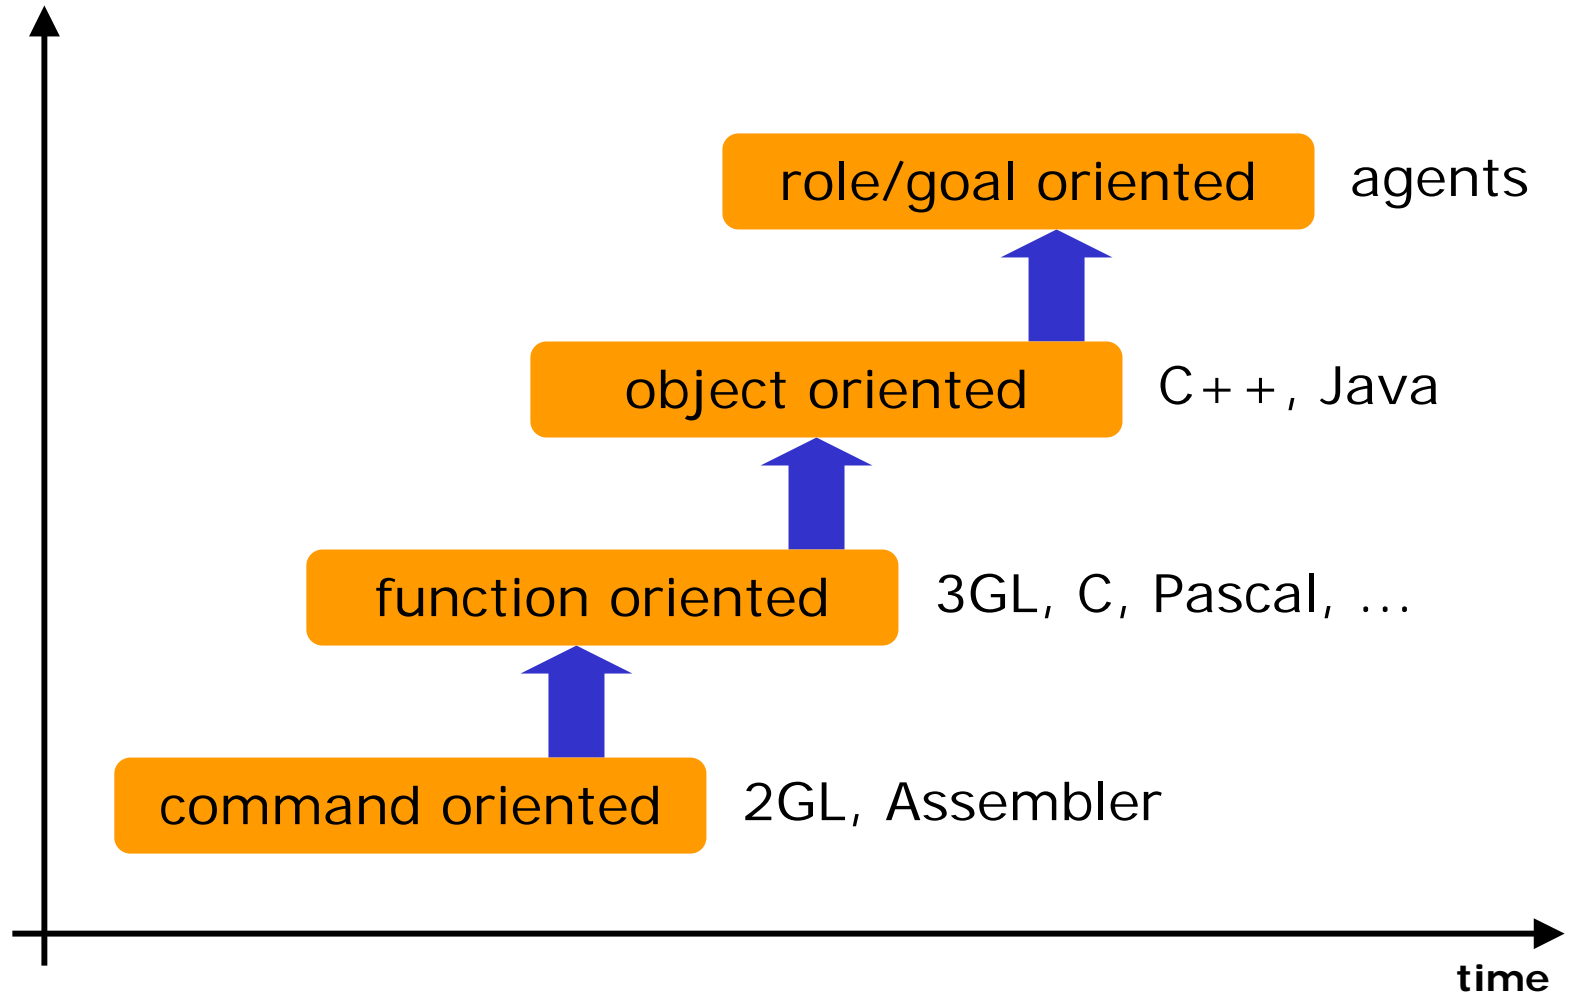 role/goal oriented agents
object oriented C++, Java
function oriented 3GL, C, Pascal, ...
command oriented 2GL, Assembler
time